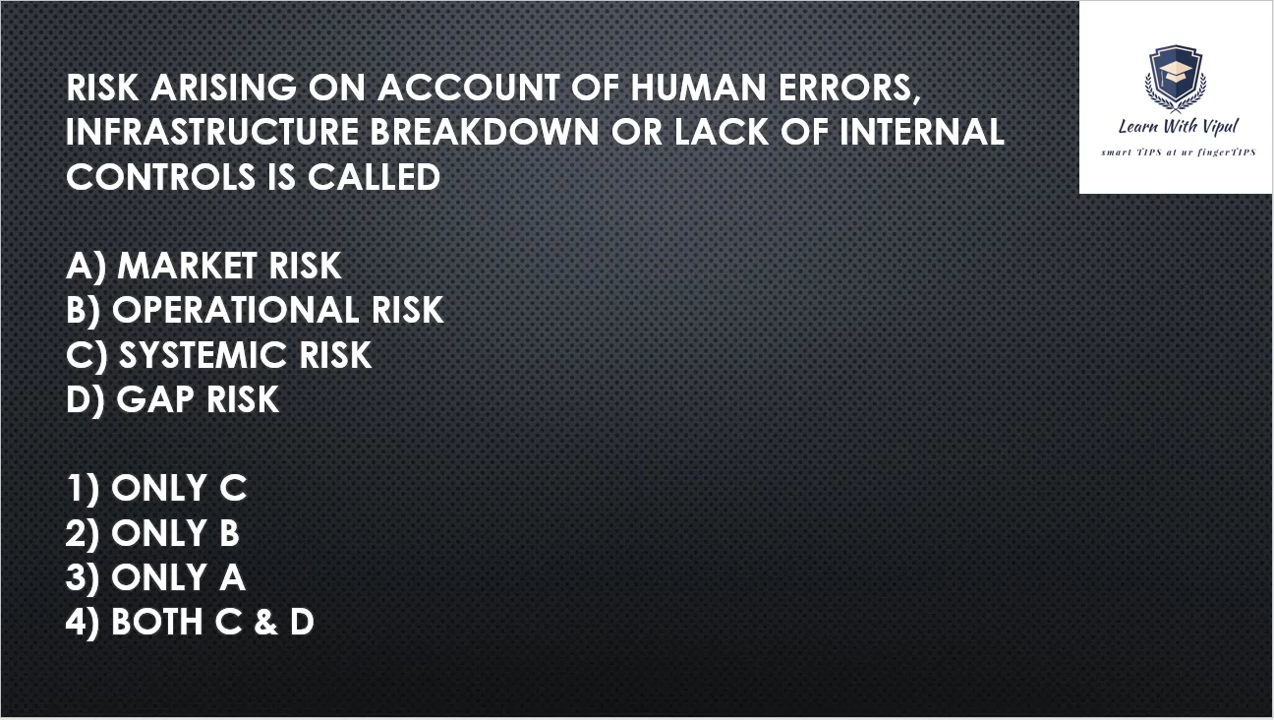 RISK ARISING ON ACCOUNT OF HUMAN ERRORS,
INFRASTRUCTURE BREAKDOWN OR LACK OF INTERNAL
CONTROLS IS CALLED
A) MARKET RISK
B) OPERATIONAL RISK
C) SYSTEMIC RISK
D) GAP RISK
1) ONLY C
2) ONLY B
3) ONLY A
4) BOTH C & D
Learn With Vipul
smart TIPS at ur fingerTIPS